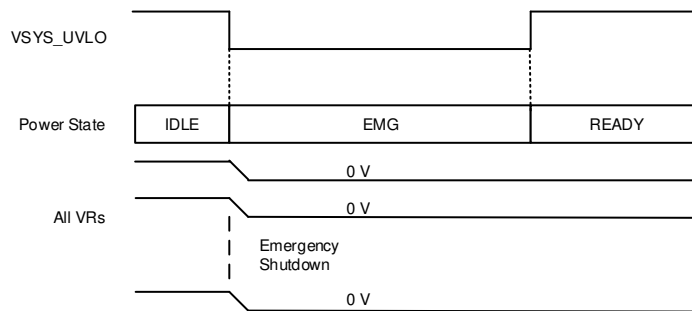 VSYS_UVLO
Power State
IDLE
EMG
READY
0 V
All VRs
0 V
Emergency
Shutdown
0 V